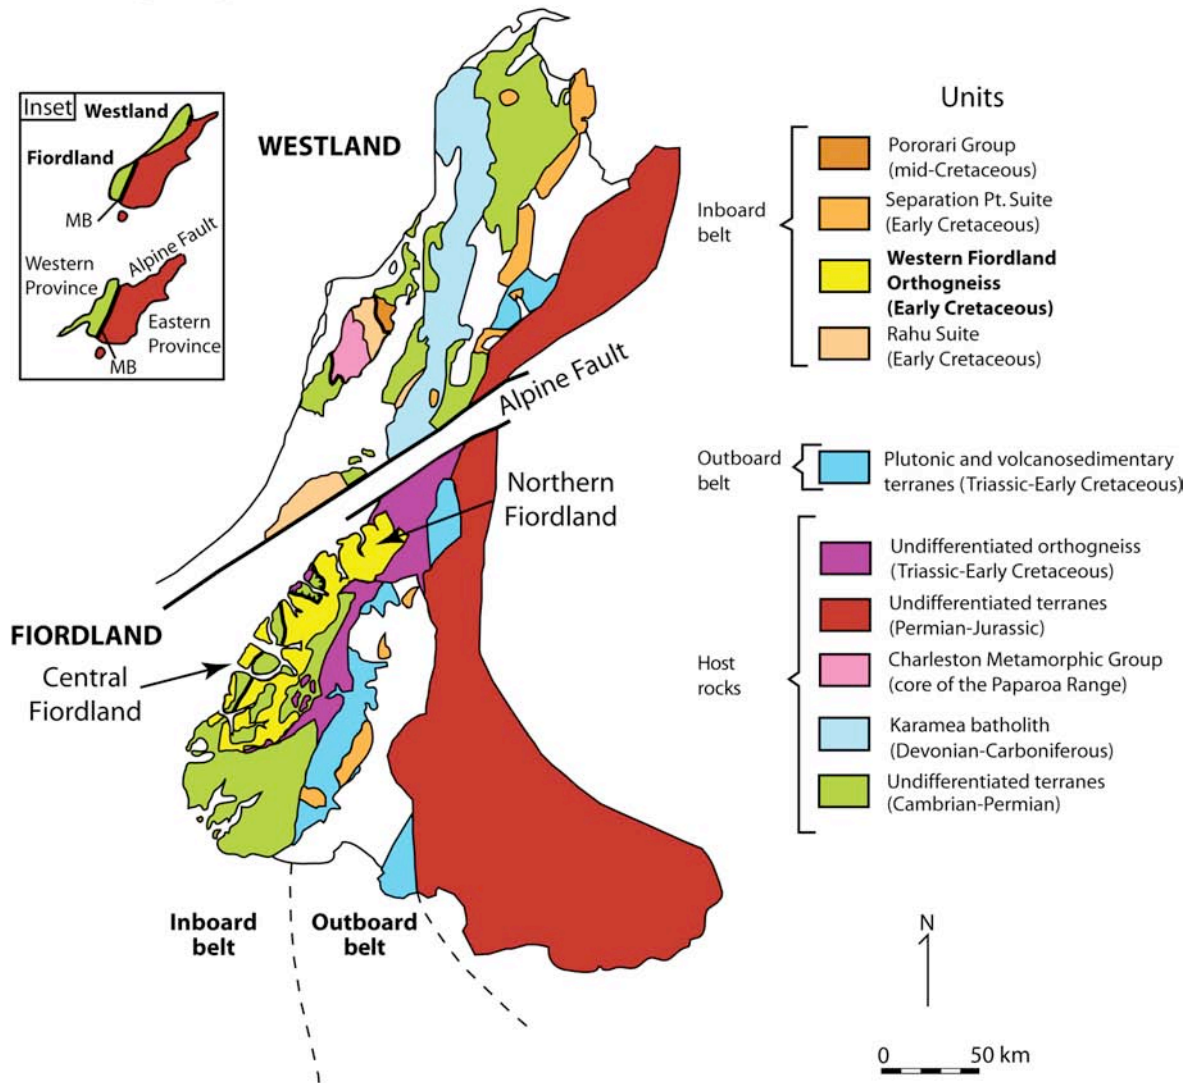 Inset
Westland
Fiordland
MB
Alpine Fault
Western
Province
Eastern
Province
MB
WESTLAND
Alpine Fault
Northern
Fiordland
FIORDLAND
Central
Fiordland
Inboard
belt
Outboard
belt
Units
Inboard
belt
Pororari Group
(mid-Cretaceous)
Separation Pt. Suite
(Early Cretaceous)
Western Fiordland
Orthogneiss
(Early Cretaceous)
Rahu Suite
(Early Cretaceous)
Outboard
belt
Plutonic and volcanosedimentary
terranes (Triassic-Early Cretaceous)
Host
rocks
Undifferentiated orthogneiss
(Triassic-Early Cretaceous)
Undifferentiated terranes
(Permian-Jurassic)
Charleston Metamorphic Group
(core of the Paparoa Range)
Karamea batholith
(Devonian-Carboniferous)
Undifferentiated terranes
(Cambrian-Permian)
N
0 50 km